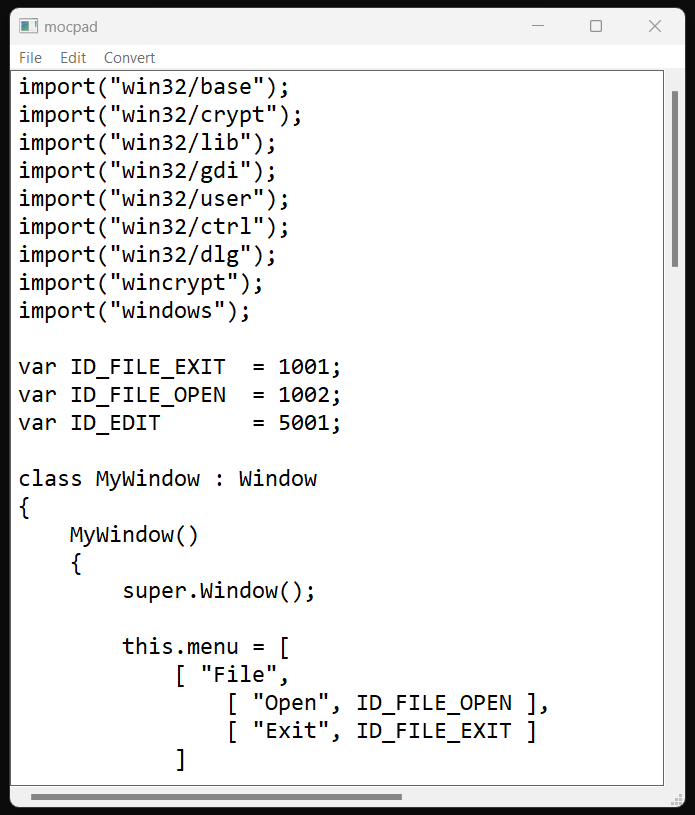 mocpad
File Edit Convert
import("win32/base");
import("win32/crypt");
import("win32/lib");
import("win32/gdi");
import("win32/user");
import("win32/ctrl");
import("win32/dlg");
import("wincrypt");
import("windows");

var ID_FILE_EXIT  = 1001;
var ID_FILE_OPEN  = 1002;
var ID_EDIT       = 5001;

class MyWindow : Window
{
    MyWindow()
    {
        super.Window();

        this.menu = [
            [ "File",
                [ "Open", ID_FILE_OPEN ],
                [ "Exit", ID_FILE_EXIT ]
            ]